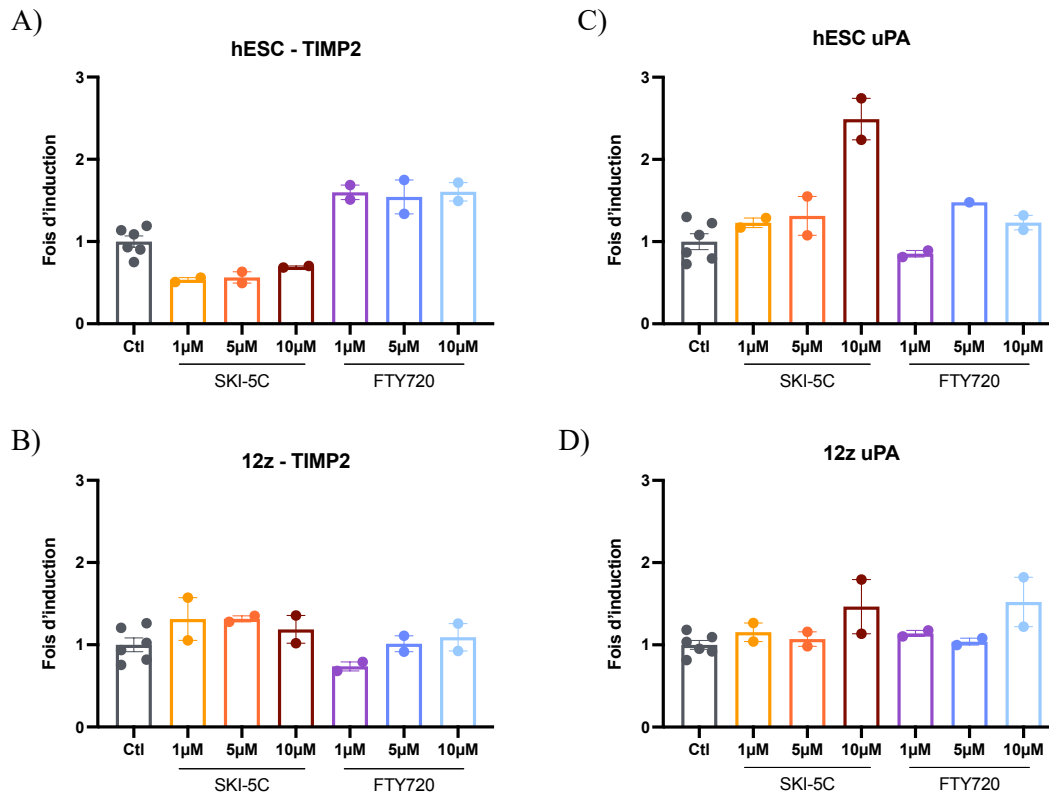 A)
hESC - TIMP2
Fois d'induction
3
2
1
0
Ctl 1µM 5µM 10µM 1µM 5µM 10µM
SKI-5C FTY720
B)
12z - TIMP2
Fois d'induction
3
2
1
0
Ctl 1µM 5µM 10µM 1µM 5µM 10µM
SKI-5C FTY720
C)
hESC uPA
Fois d'induction
3
2
1
0
Ctl 1µM 5µM 10µM 1µM 5µM 10µM
SKI-5C FTY720
D)
12z uPA
Fois d'induction
3
2
1
0
Ctl 1µM 5µM 10µM 1µM 5µM 10µM
SKI-5C FTY720